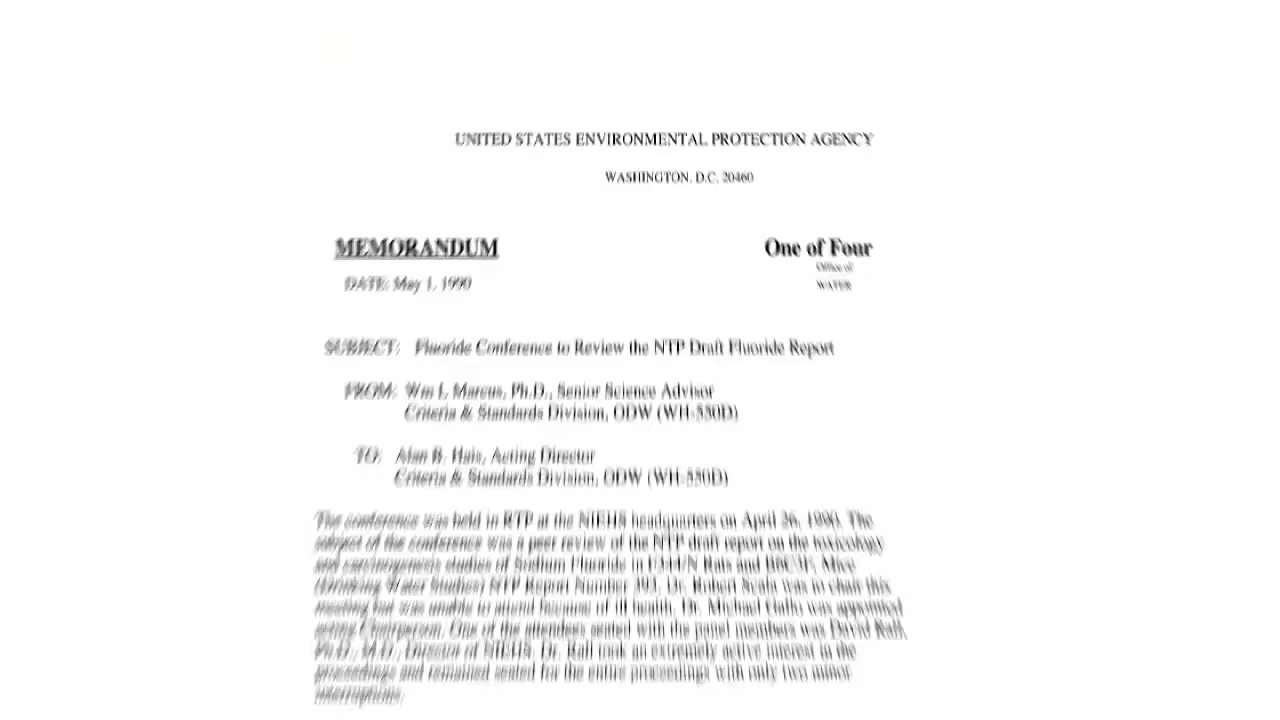 UNITED STATES ENVIRONMENTAL PROTECTION AGENCY
WASHINGTON, D.C. 20460
MEMORANDUM
One of Four
Office of
WATER
DATE: May 1, 1990
SUBJECT: Fluoride Conference to Review the NTP Draft Fluoride Report
FROM: Wm L Marcus, Ph.D., Senior Science Advisor
Criteria & Standards Division, ODW (WH-550D)
TO: Alan B. Hais, Acting Director
Criteria & Standards Division, ODW (WH-550D)
The conference was held in RTP at the NIEHS headquarters on April 26, 1990. The
subject of the conference was a peer review of the NTP draft report on the toxicology
and carcinogenesis studies of Sodium Fluoride in F344/N Rats and Mice
(Drinking Water Studies) NTP Report Number 393. Dr. Robert was to chair this
meeting but was unable to attend because of ill health. Dr. Michael Gallo was appointed
acting Chairperson. One of the members seated with the panel members was David Rall,
Ph.D., M.D., Director of NIEHS. Dr. Rall took an extremely active interest in the
proceedings and remained seated for the entire proceedings with only two minor
interruptions.